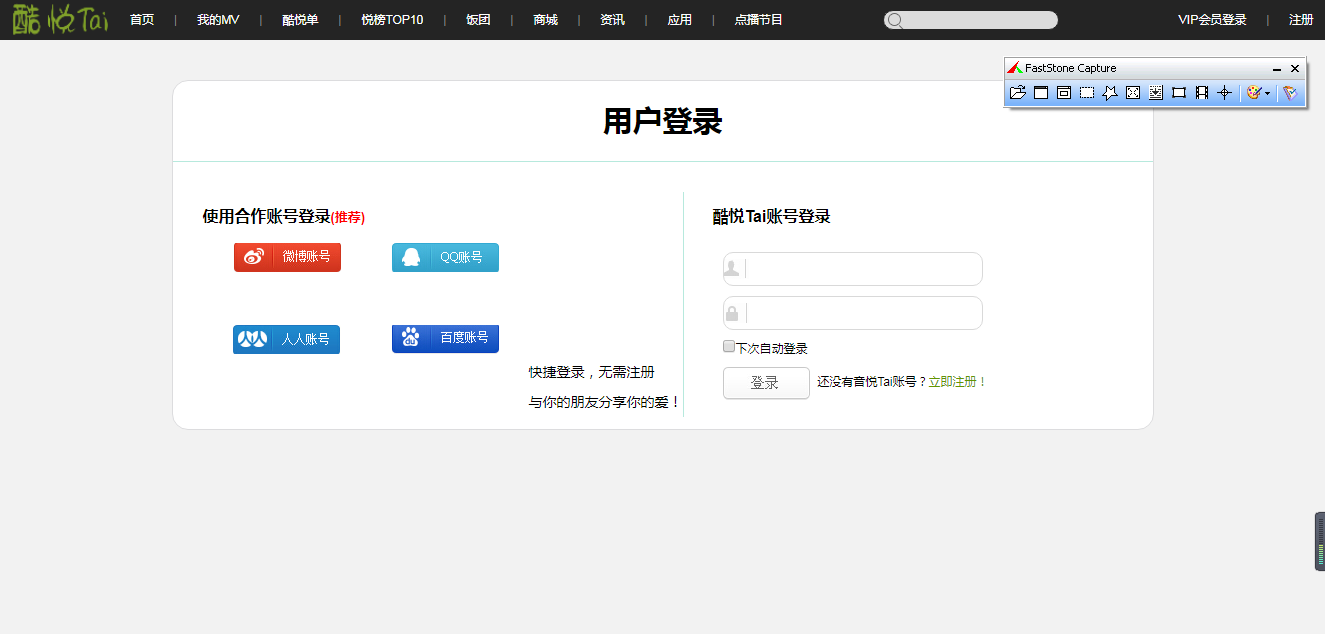 酷悦Tai 首页 | 我的MV | 酷悦单 | 悦榜TOP10 | 饭团 | 商城 | 资讯 | 应用 | 点播节目 VIP会员登录 | 注册
FastStone Capture
用户登录
使用合作账号登录(推荐)
微博账号 QQ账号
人人账号 du 百度账号
快捷登录，无需注册
与你的朋友分享你的爱！
酷悦Tai账号登录
下次自动登录
登录 还没有音悦Tai账号？立即注册！